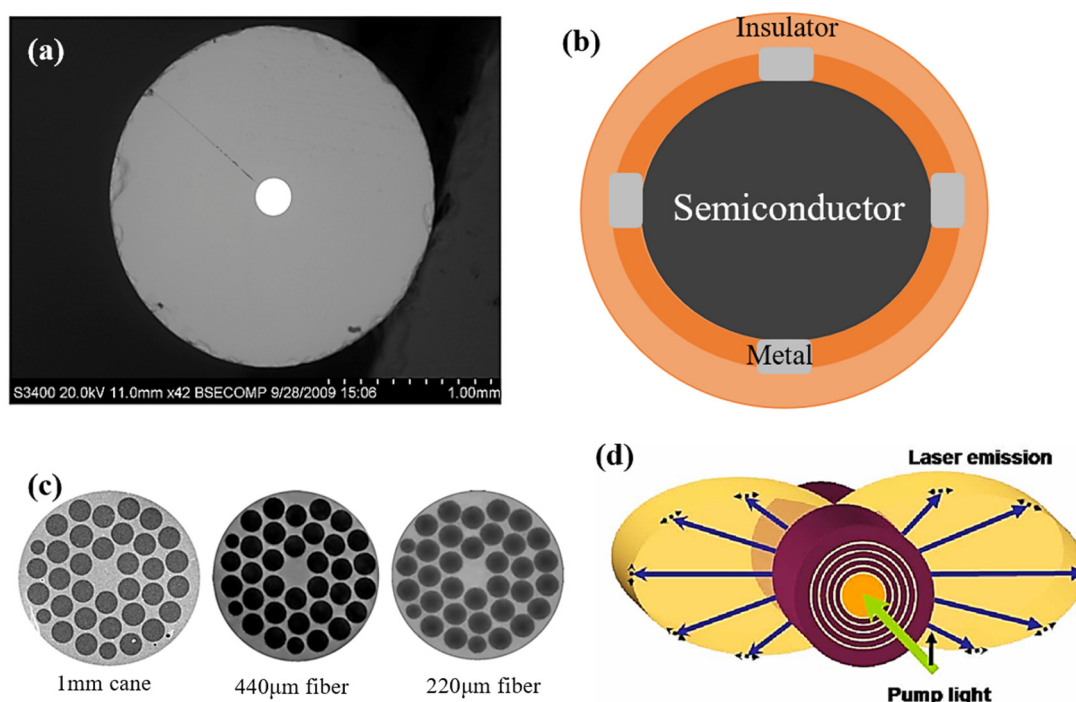 (a)
S3400 20.0kV 11.0mm x42 BSECOMP 9/28/2009 15:06 1.00mm
(b)
Insulator
Semiconductor
Metal
(c)
1mm cane 440μm fiber 220μm fiber
(d)
Laser emission
Pump light